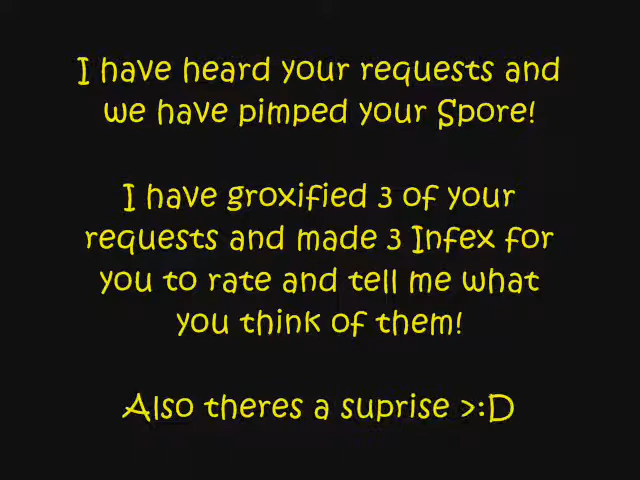 I have heard your requests and
we have pimped your Spore!
I have groxified 3 of your
requests and made 3 Infex for
you to rate and tell me what
you think of them!
Also theres a suprise >:D